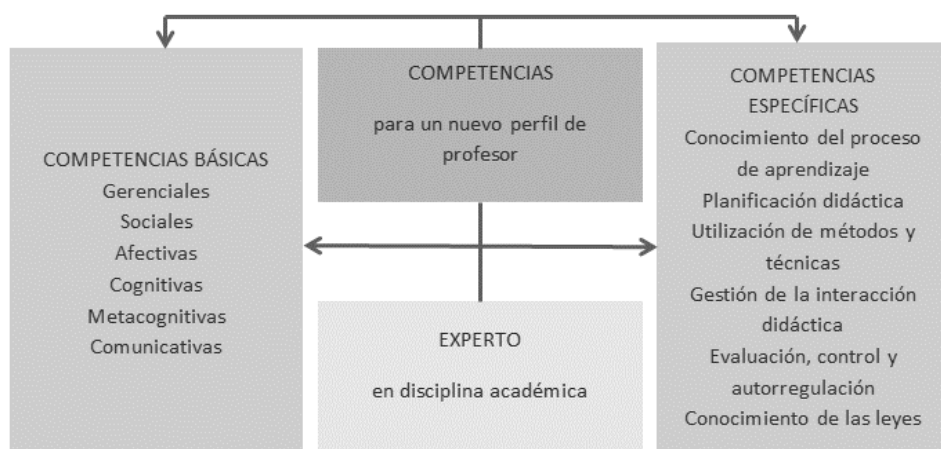 COMPETENCIAS BÁSICAS
Gerenciales
Sociales
Afectivas
Cognitivas
Metacognitivas
Comunicativas
COMPETENCIAS
para un nuevo perfil de
profesor
EXPERTO
en disciplina académica
COMPETENCIAS
ESPECÍFICAS
Conocimiento del proceso
de aprendizaje
Planificación didáctica
Utilización de métodos y
técnicas
Gestión de la interacción
didáctica
Evaluación, control y
autorregulación
Conocimiento de las leyes